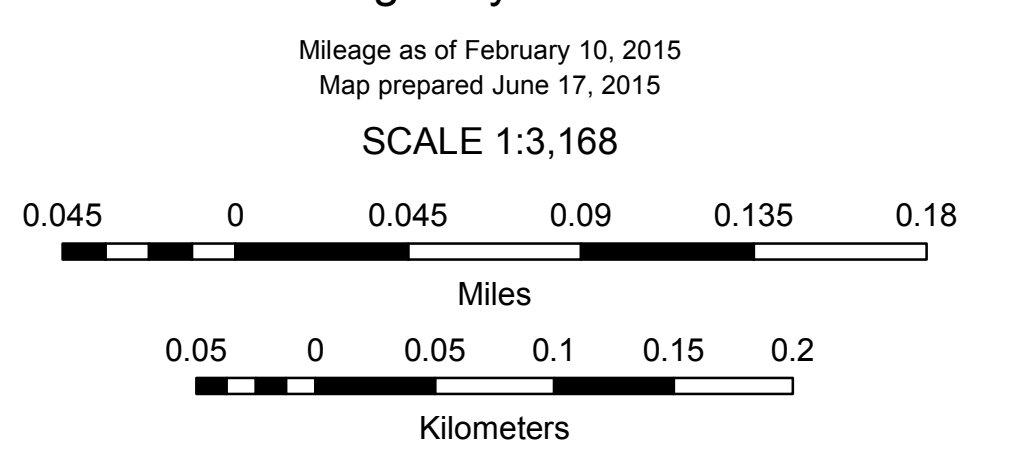 Mileage as of February 10, 2015
Map prepared June 17, 2015
SCALE 1:3,168
0.045 0 0.045 0.09 0.135 0.18
Miles
0.05 0 0.05 0.1 0.15 0.2
Kilometers